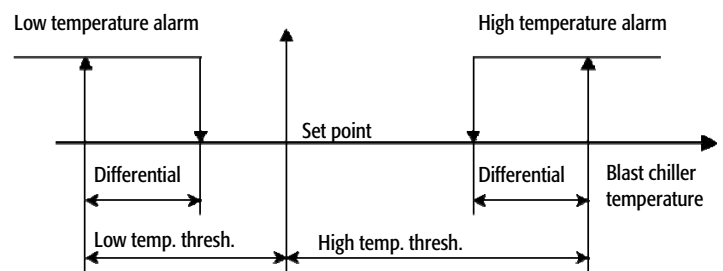 Low temperature alarm
High temperature alarm
Set point
Differential
Differential
Blast chiller
temperature
Low temp. thresh.
High temp. thresh.